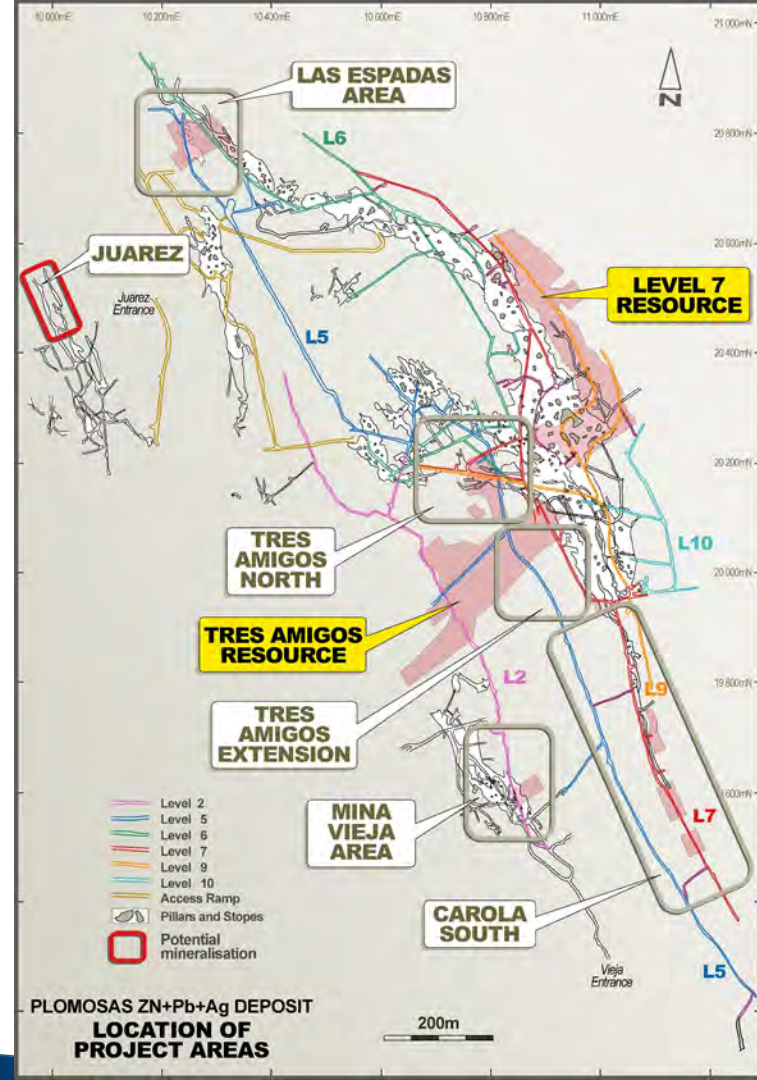 10 000mE
10 200mE
10 400mE
10 600mE
10 800mE
11 000mE
21 000mN
LAS ESPADAS
AREA
N
L6
20 800mN
JUAREZ
20 600mN
LEVEL 7
RESOURCE
Juarez
Entrance
L5
20 400mN
20 200mN
TRES
AMIGOS
NORTH
L10
20 000mN
TRES AMIGOS
RESOURCE
L2
L9
19 800mN
TRES
AMIGOS
EXTENSION
MINA
VIEJA
AREA
L7
Level 2
Level 5
Level 6
Level 7
Level 9
Level 10
Access Ramp
Pillars and Stopes
Potential
mineralisation
CAROLA
SOUTH
Vieja
Entrance
L5
PLOMOSAS ZN+Pb+Ag DEPOSIT
LOCATION OF
PROJECT AREAS
200m